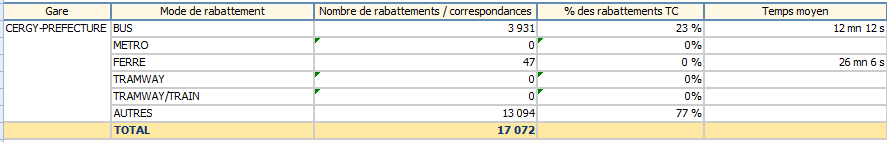 Gare Mode de rabattement Nombre de rabattements / correspondances % des rabattements TC Temps moyen
CERGY-PREFECTURE BUS 3 931 23 % 12 mn 12 s
METRO 0 0%
FERRE 47 0 % 26 mn 6 s
TRAMWAY 0 0%
TRAMWAY/TRAIN 0 0%
AUTRES 13 094 77 %
TOTAL 17 072